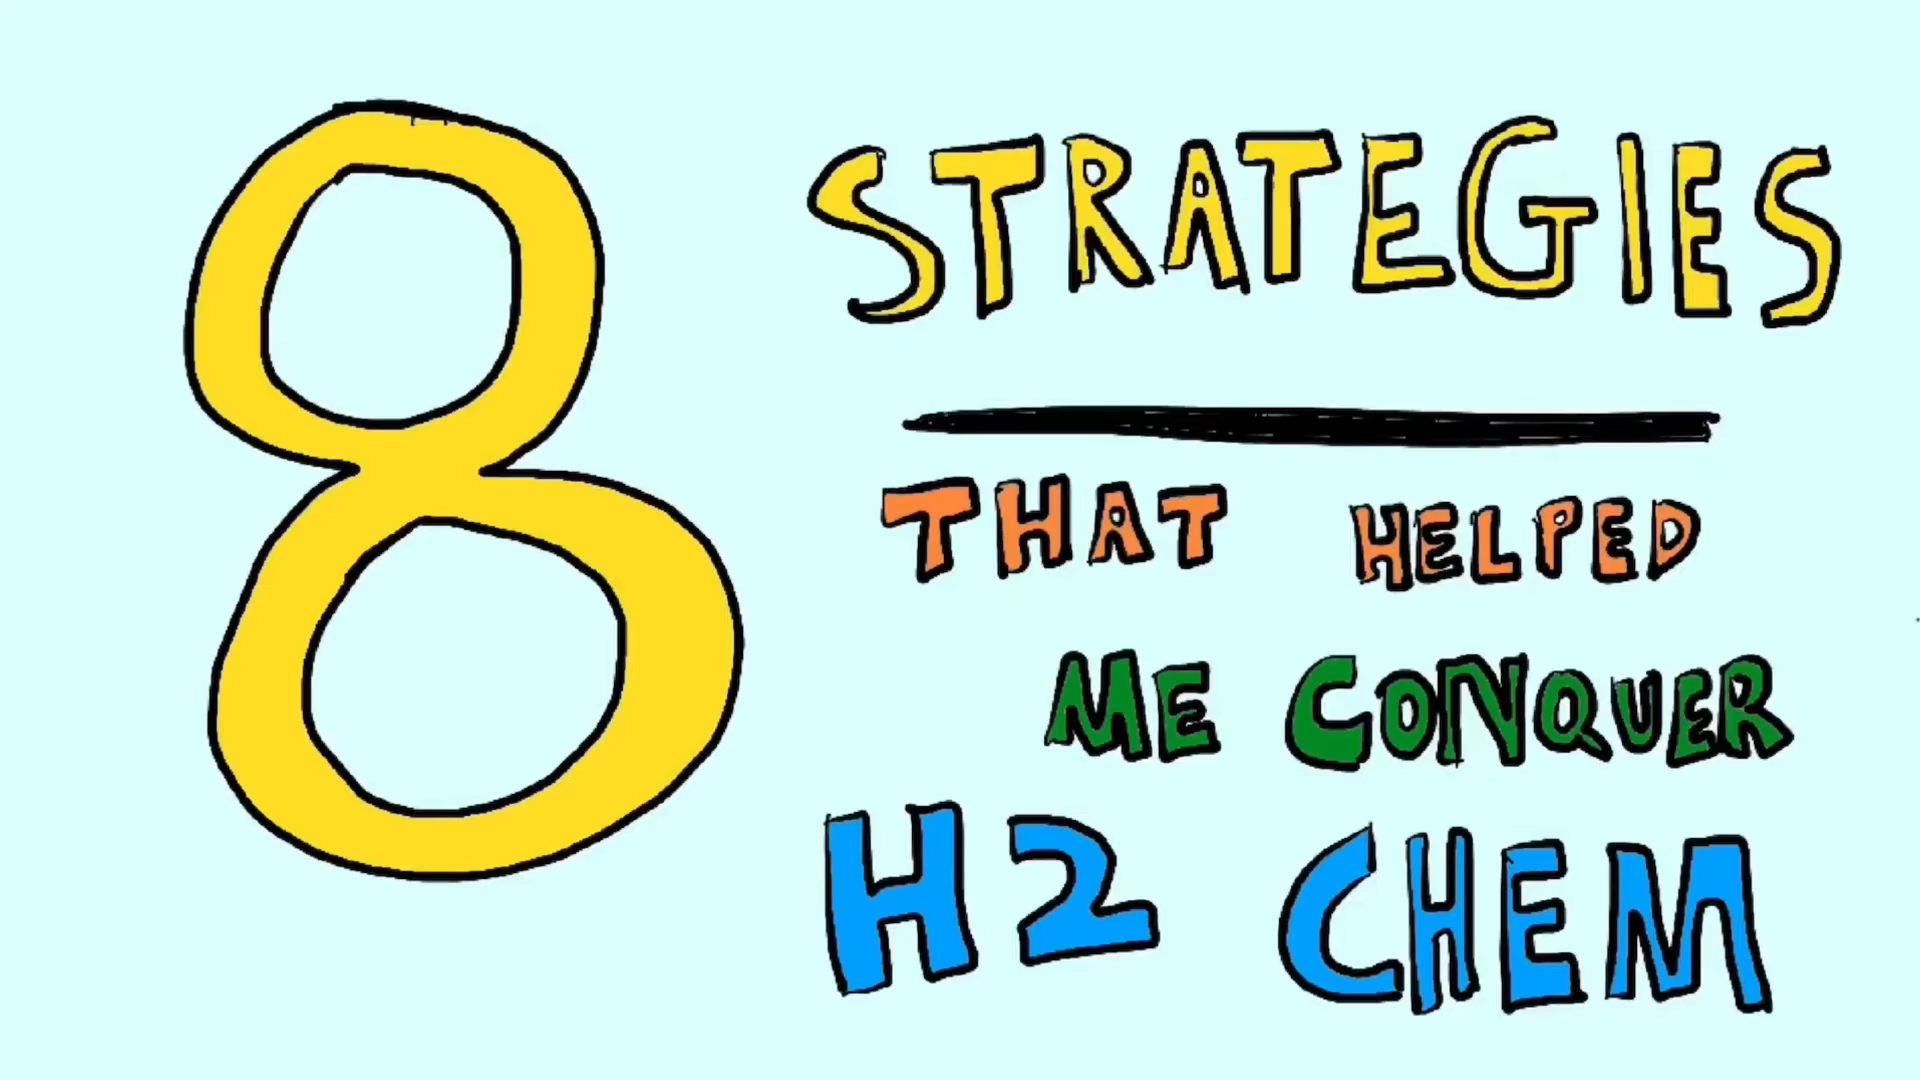 8
STRATEGIES
THAT HELPED
ME CONQUER
H2 CHEM